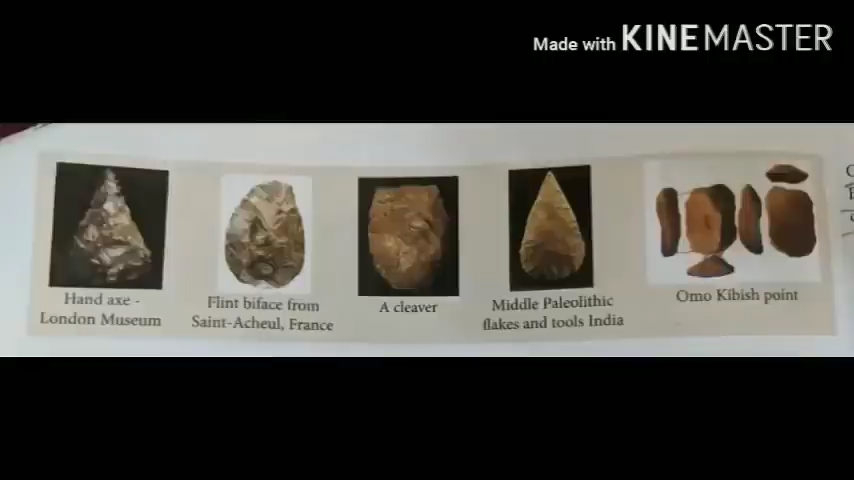 Made with KINEMASTER
Hand axe -
London Museum
Flint biface from
Saint-Acheul, France
A cleaver
Middle Paleolithic
flakes and tools India
Omo Kibish point